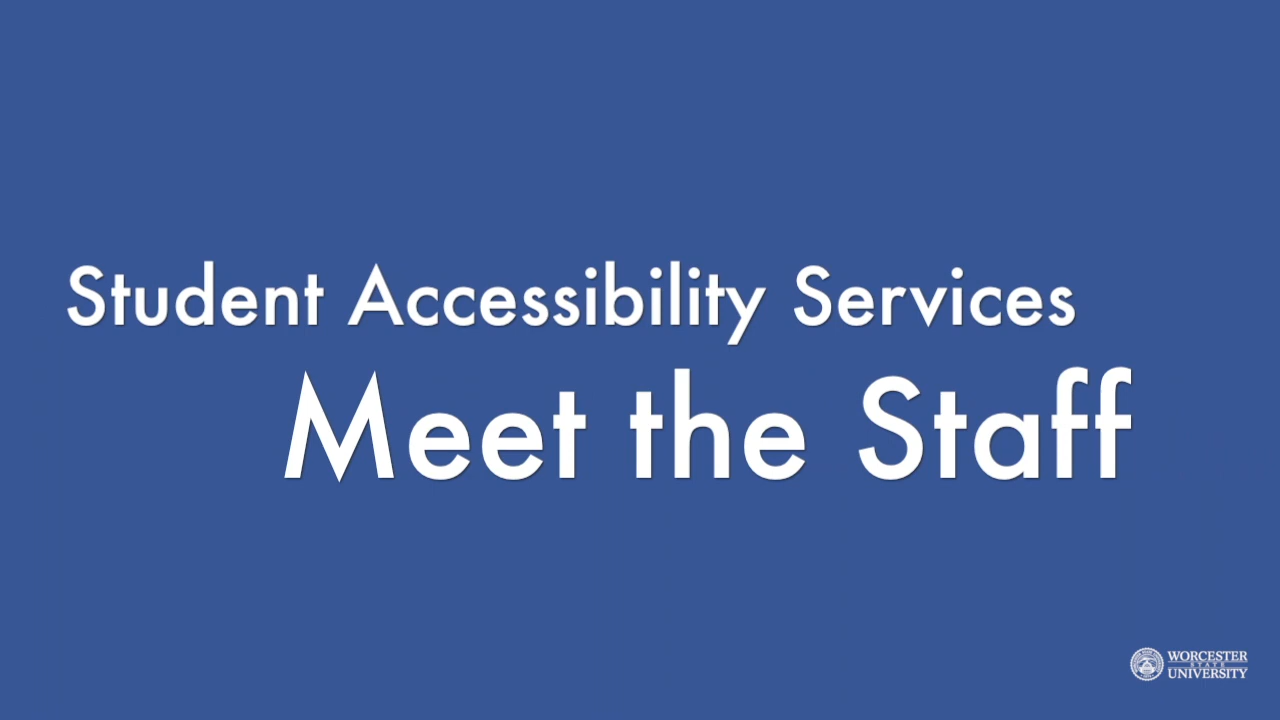 Student Accessibility Services
Meet the Staff
WORCESTER
STATE
UNIVERSITY